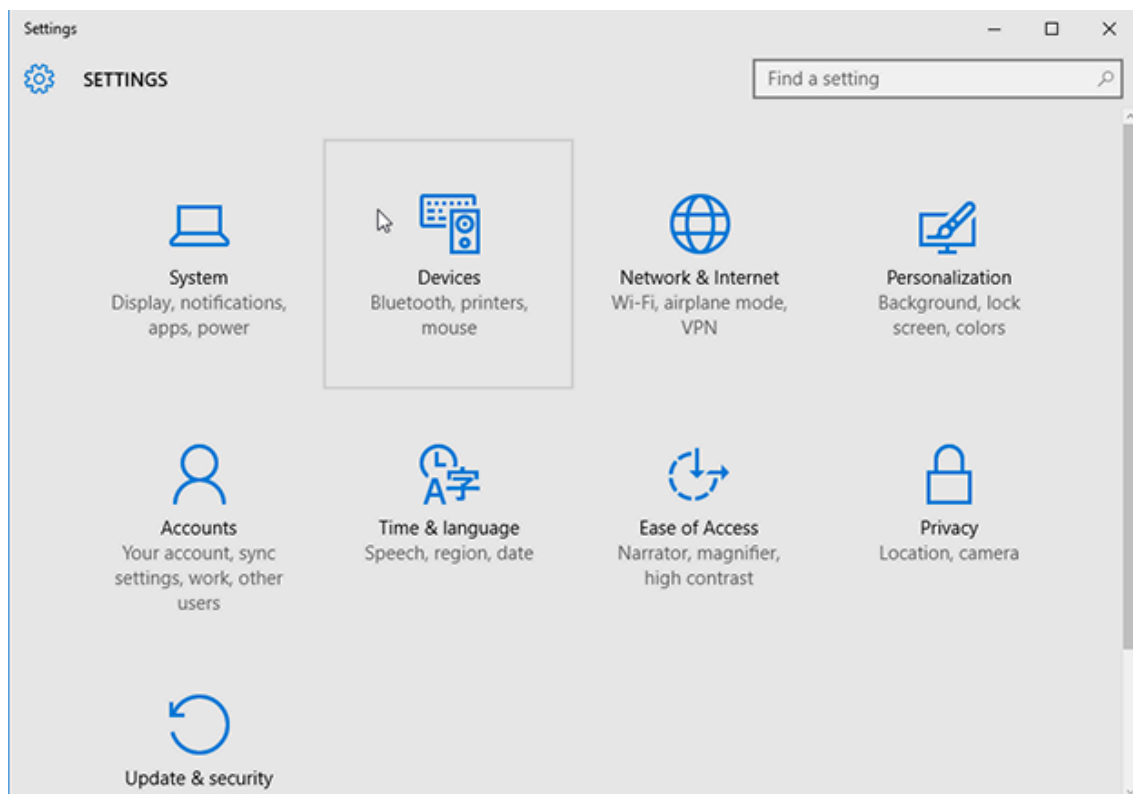 Settings
SETTINGS
Find a setting
System
Display, notifications,
apps, power
Devices
Bluetooth, printers,
mouse
Network & Internet
Wi-Fi, airplane mode,
VPN
Personalization
Background, lock
screen, colors
Accounts
Your account, sync
settings, work, other
users
Time & language
Speech, region, date
Ease of Access
Narrator, magnifier,
high contrast
Privacy
Location, camera
Update & security
A字